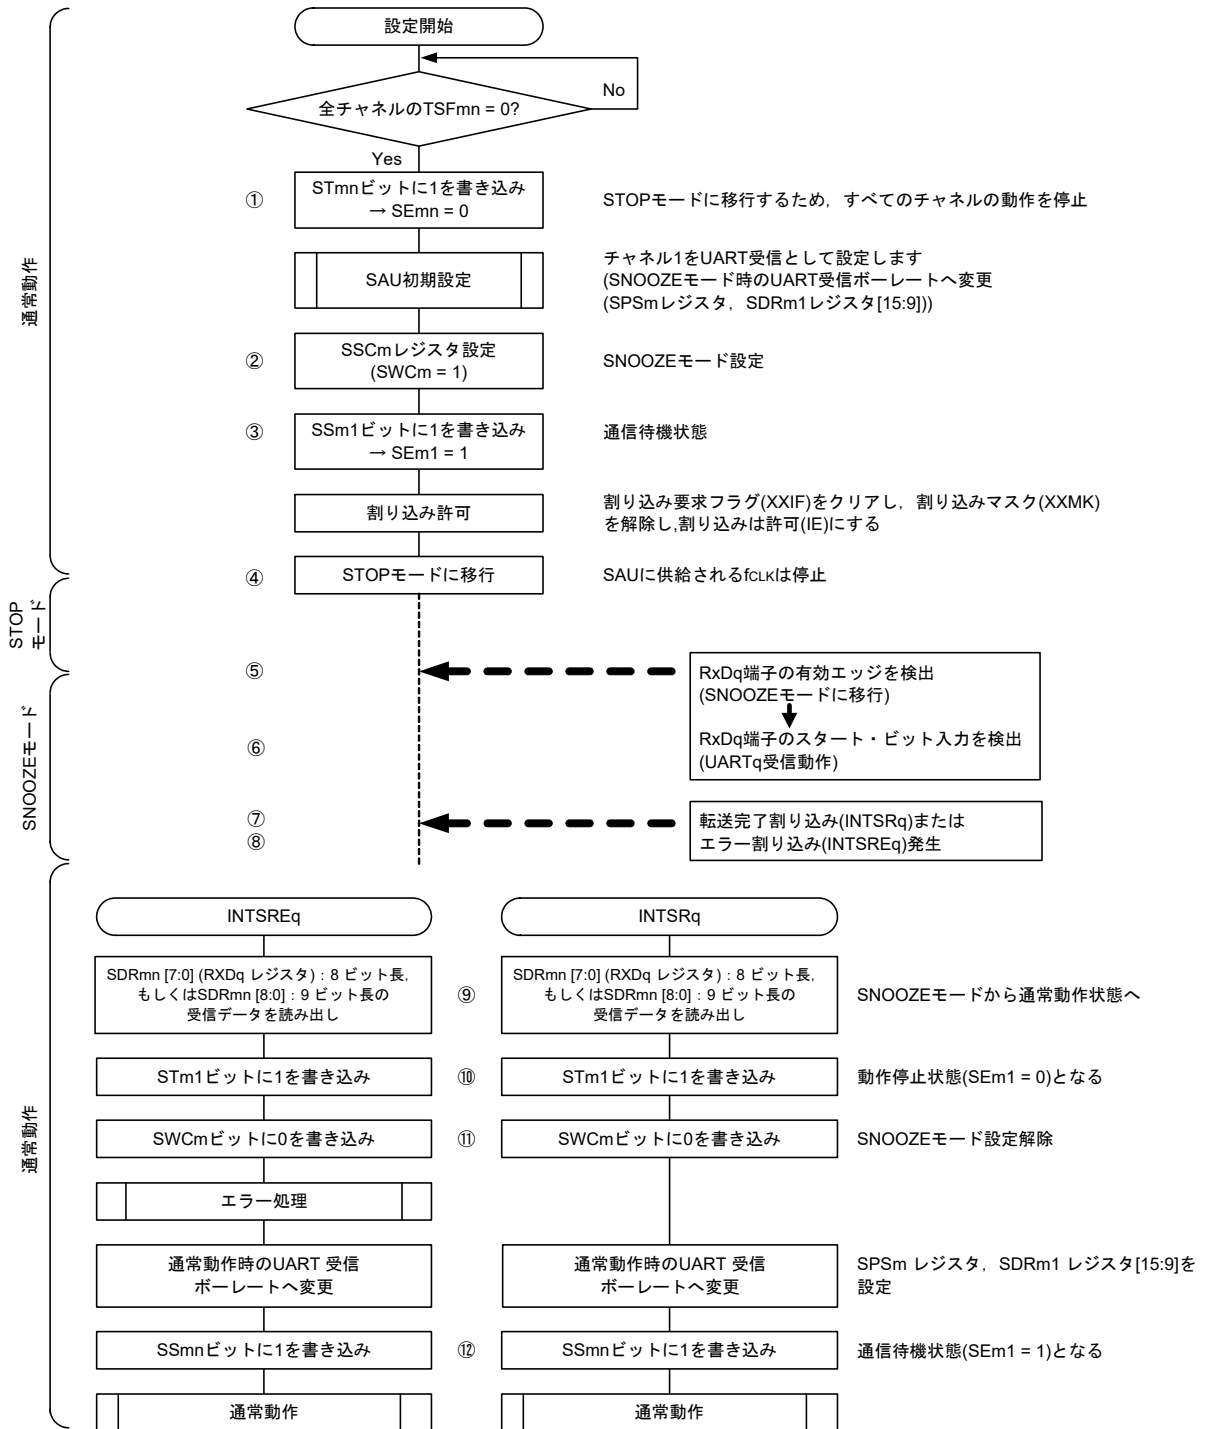 設定開始
No
全チャネルのTSFmn = 0?
Yes
① STmnビットに1を書き込み
→ SEmn = 0
STOPモードに移行するため，すべてのチャネルの動作を停止
SAU初期設定
チャネル1をUART受信として設定します
(SNOOZEモード時のUART受信ボーレートへ変更
(SPSmレジスタ，SDRm1レジスタ[15:9]))
通常動作
② SSCmレジスタ設定
(SWCm = 1)
SNOOZEモード設定
③ SSm1ビットに1を書き込み
→ SEm1 = 1
通信待機状態
割り込み許可
割り込み要求フラグ(XXIF)をクリアし，割り込みマスク(XXMK)
を解除し,割り込みは許可(IE)にする
④ STOPモードに移行
SAUに供給されるfCLKは停止
STOP
モード
⑤
RxDq端子の有効エッジを検出
(SNOOZEモードに移行)
⑥
RxDq端子のスタート・ビット入力を検出
(UARTq受信動作)
SNOOZEモード
⑦
⑧
転送完了割り込み(INTSRq)または
エラー割り込み(INTSREq)発生
INTSREq
INTSRq
SDRmn [7:0] (RXDq レジスタ) : 8 ビット長,
もしくはSDRmn [8:0] : 9 ビット長の
受信データを読み出し
⑨
SDRmn [7:0] (RXDq レジスタ) : 8 ビット長,
もしくはSDRmn [8:0] : 9 ビット長の
受信データを読み出し
SNOOZEモードから通常動作状態へ
STm1ビットに1を書き込み
⑩
STm1ビットに1を書き込み
動作停止状態(SEm1 = 0)となる
通常動作
SWCmビットに0を書き込み
⑪
SWCmビットに0を書き込み
SNOOZEモード設定解除
エラー処理
通常動作時のUART 受信
ボーレートへ変更
通常動作時のUART 受信
ボーレートへ変更
SPSm レジスタ，SDRm1 レジスタ[15:9]を
設定
SSmnビットに1を書き込み
⑫
SSmnビットに1を書き込み
通信待機状態(SEm1 = 1)となる
通常動作
通常動作